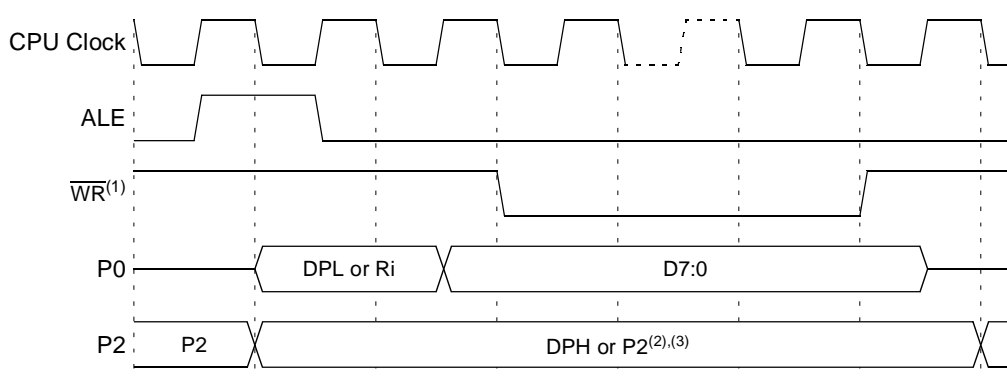 CPU Clock
ALE
WR(1)
P0 DPL or Ri D7:0
P2 P2 DPH or P2(2),(3)